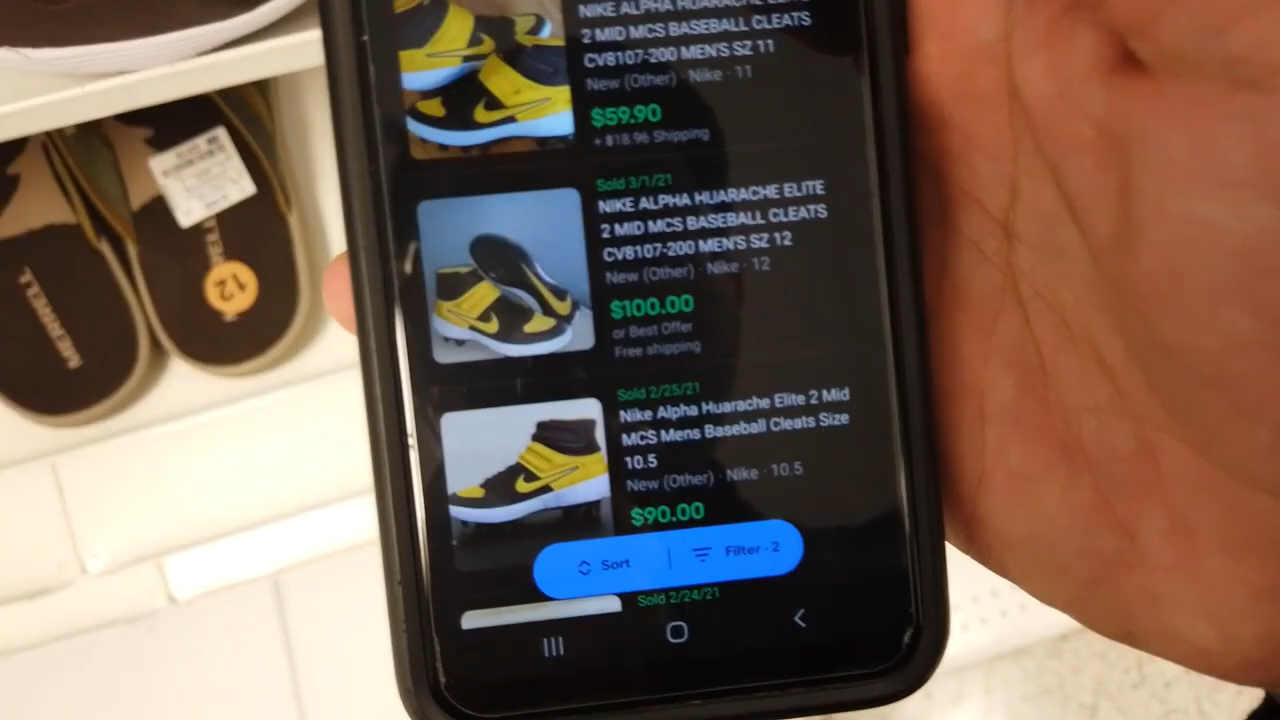 NIKE ALPHA HUARACHE ELITE
2 MID MCS BASEBALL CLEATS
CV8107-200 MEN'S SZ 11
New (Other) · Nike · 11
$59.90
+ $18.96 Shipping
Sold 3/1/21
NIKE ALPHA HUARACHE ELITE
2 MID MCS BASEBALL CLEATS
CV8107-200 MEN'S SZ 12
New (Other) · Nike · 12
$100.00
or Best Offer
Free shipping
Sold 2/25/21
Nike Alpha Huarache Elite 2 Mid
MCS Mens Baseball Cleats Size
10.5
New (Other) · Nike · 10.5
$90.00
Sort
Filter · 2
Sold 2/24/21
MERRELL
12